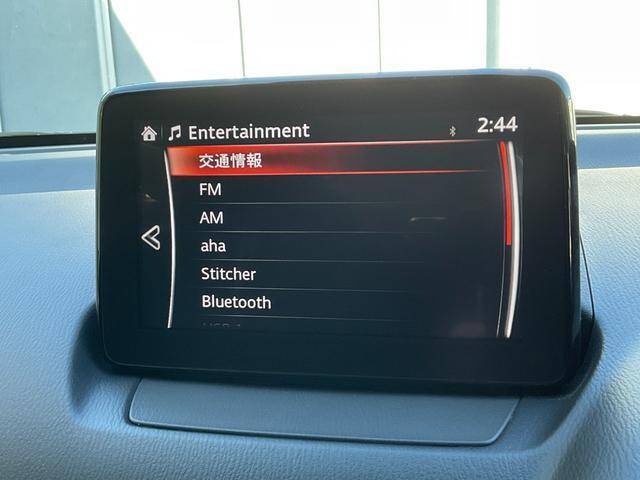 Entertainment 2:44
交通情報
FM
AM
aha
Stitcher
Bluetooth